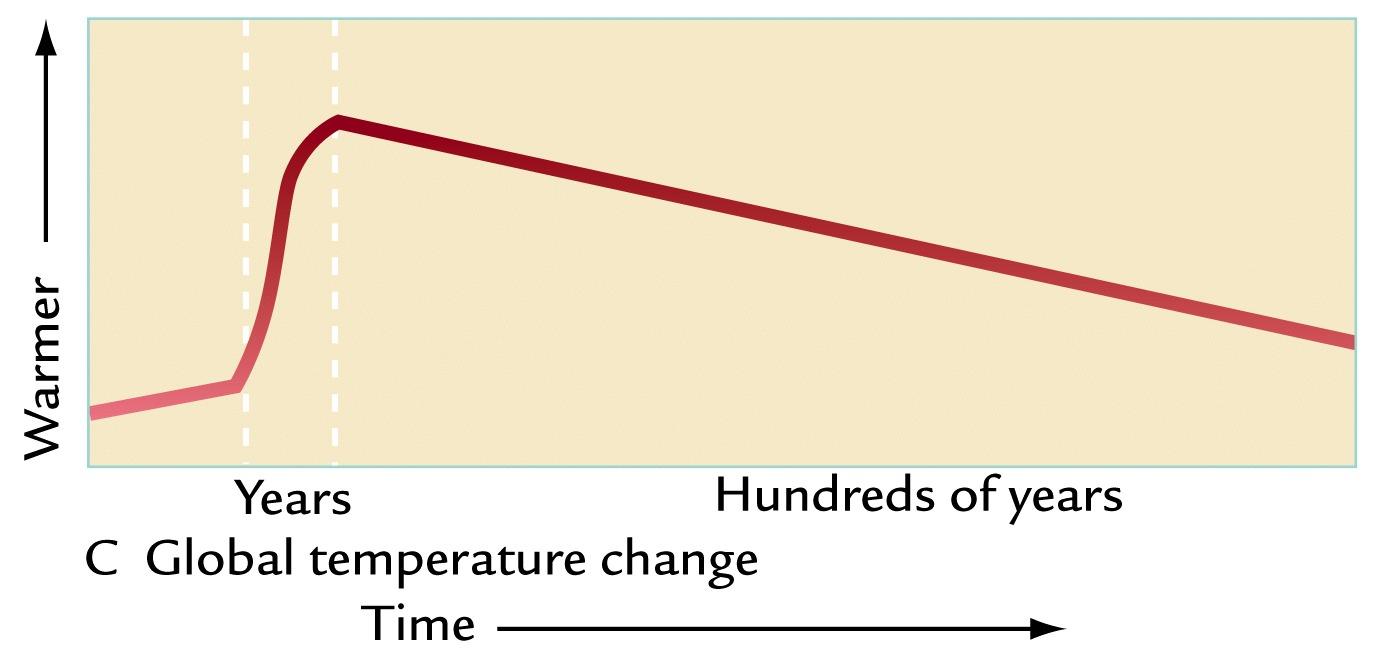 Warmer
Years
Hundreds of years
C Global temperature change
Time